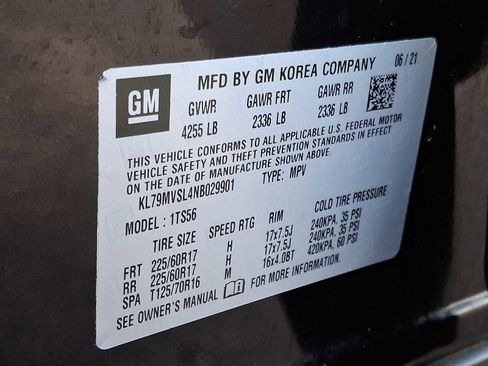 GM
MFD BY GM KOREA COMPANY 06 / 21
GVWR GAWR FRT GAWR RR
4255 LB 2336 LB 2336 LB
THIS VEHICLE CONFORMS TO ALL APPLICABLE U.S. FEDERAL MOTOR
VEHICLE SAFETY AND THEFT PREVENTION STANDARDS IN EFFECT
ON THE DATE OF MANUFACTURE SHOWN ABOVE.
KL79MVSL4NB029901 TYPE: MPV
MODEL : 1TS56
TIRE SIZE SPEED RTG RIM COLD TIRE PRESSURE
FRT 225/60R17 H 17x7.5J 240KPA. 35 PSI
RR 225/60R17 H 17x7.5J 240KPA. 35 PSI
SPA T125/70R16 M 16x4.0BT 420KPA. 60 PSI
SEE OWNER'S MANUAL FOR MORE INFORMATION